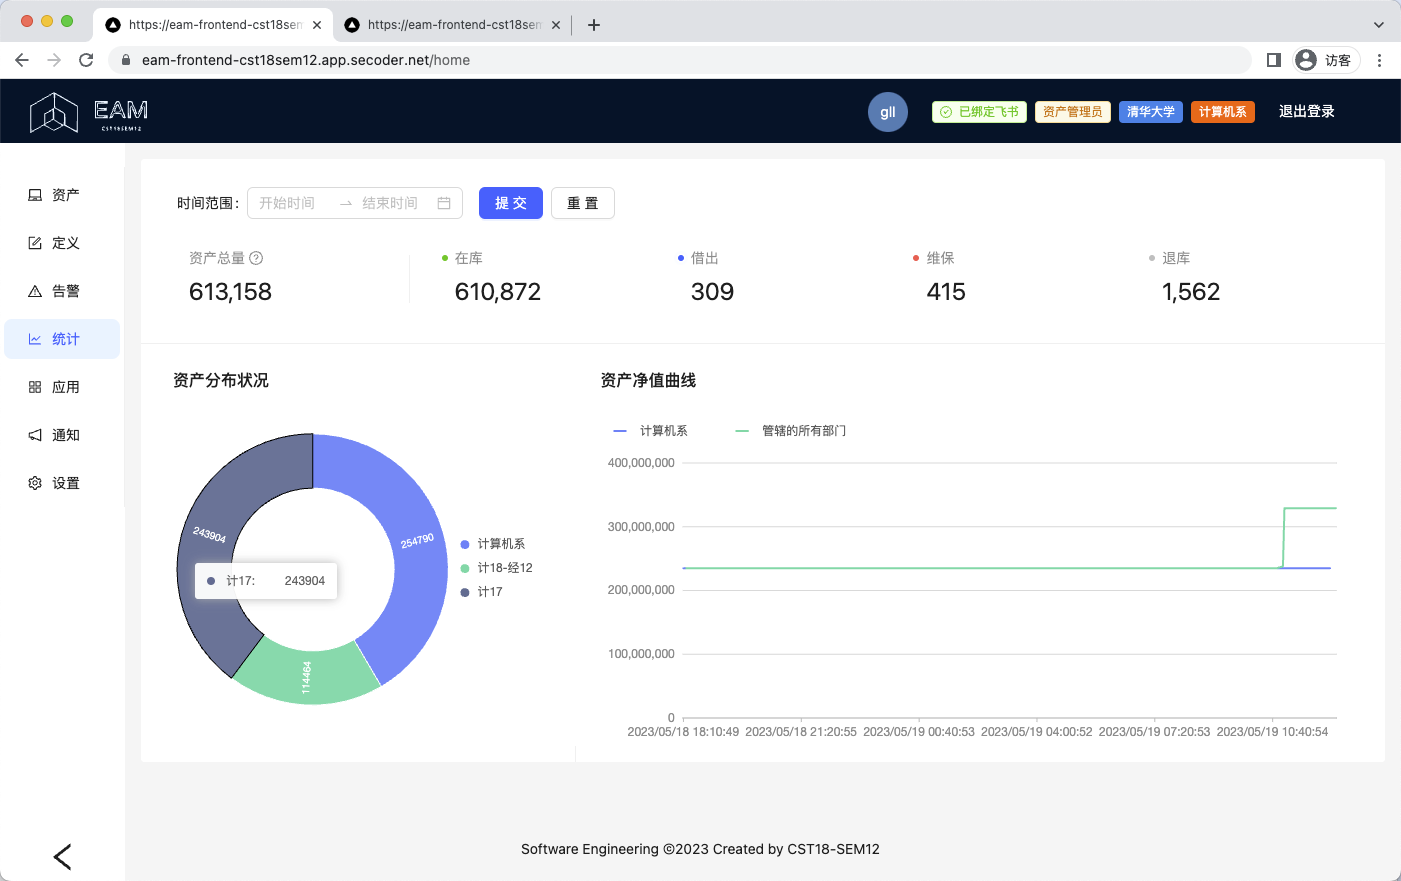 https://eam-frontend-cst18sem
https://eam-frontend-cst18sem
eam-frontend-cst18sem12.app.secoder.net/home
访客
EAM
CST18SEM12
gll
已绑定飞书
资产管理员
清华大学
计算机系
退出登录
资产
定义
告警
统计
应用
通知
设置
时间范围:
开始时间
结束时间
提 交
重 置
资产总量
613,158
在库
610,872
借出
309
维保
415
退库
1,562
资产分布状况
243904
254790
114464
计17:
243904
计算机系
计18-经12
计17
资产净值曲线
计算机系
管辖的所有部门
400,000,000
300,000,000
200,000,000
100,000,000
0
2023/05/18 18:10:49
2023/05/18 21:20:55
2023/05/19 00:40:53
2023/05/19 04:00:52
2023/05/19 07:20:53
2023/05/19 10:40:54
Software Engineering ©2023 Created by CST18-SEM12